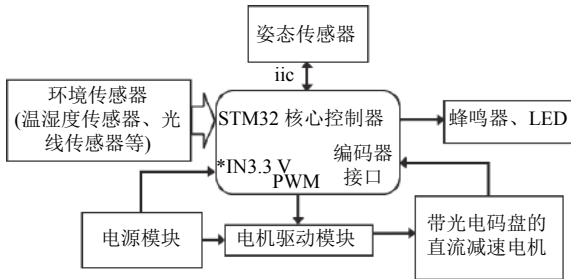 姿态传感器
iic
环境传感器
(温湿度传感器、光
线传感器等)
STM32 核心控制器
蜂鸣器、LED
*IN3.3 V
编码器
接口
PWM
电源模块
电机驱动模块
带光电码盘的
直流减速电机